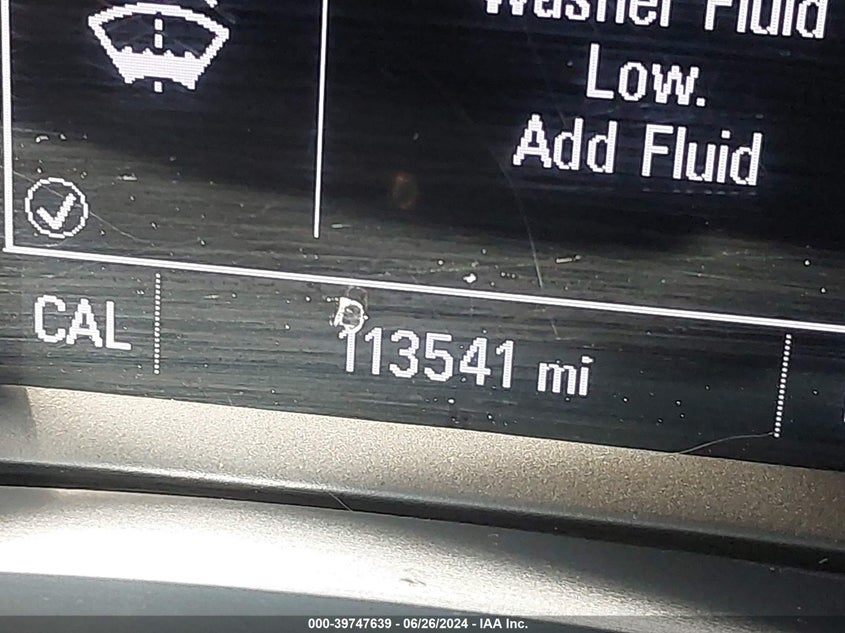 Washer Fluid
Low.
Add Fluid
CAL
113541 mi
000-39747639 - 06/26/2024 - IAA Inc.